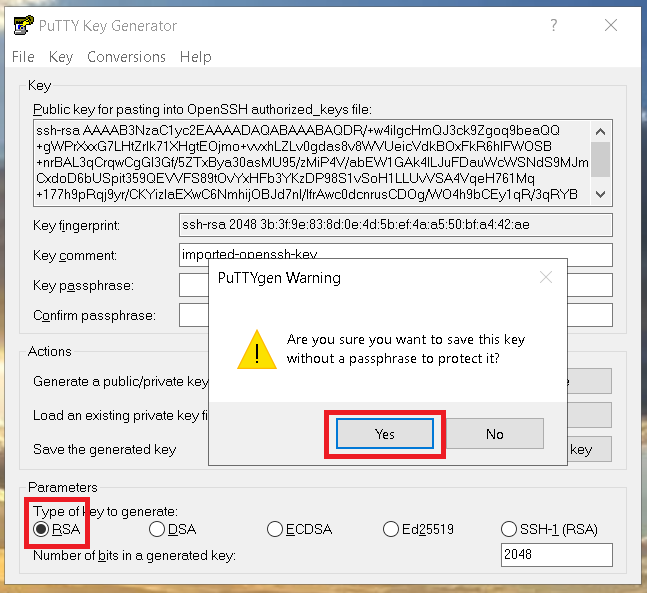 PuTTY Key Generator
File Key Conversions Help
Key
Public key for pasting into OpenSSH authorized_keys file:
ssh-rsa AAAAB3NzaC1yc2EAAAADAQABAAABAQDR/+w4ilgcHmQJ3ck9Zgoq9beaQQ
+gWPrXxxG7LHtZrlk71XHgtEOjmo+vvxhLZLv0gdas8v8WVUeicVdkBOxFkR6hIFWOSB
+nrBAL3qCrqwCgGl3Gf/5ZTxBya30asMU95/zMiP4V/abEW1GAk4lLJuFDauWcWSNdS9MJm
CxdoD6bUSpit359QEVVFS89fOvYxHFb3YKzDP98S1vSoH1LLUvVSA4VqeH761Mq
+177h9pRqj9yr/CKYizlaEXwC6NmhijOBJd7nl/lfrAwc0dcnrusCDOg/WO4h9bCEy1qR/3qRYB
Key fingerprint:
ssh-rsa 2048 3b:3f:9e:83:8d:0e:4d:5b:ef:4a:a5:50:bf:a4:42:ae
Key comment:
imported-openssh-key
Key passphrase:
Confirm passphrase:
PuTTYgen Warning
Are you sure you want to save this key
without a passphrase to protect it?
Yes No
Actions
Generate a public/private key
Load an existing private key fi
Save the generated key
key
Parameters
Type of key to generate:
RSA DSA ECDSA Ed25519 SSH-1 (RSA)
Number of bits in a generated key:
2048